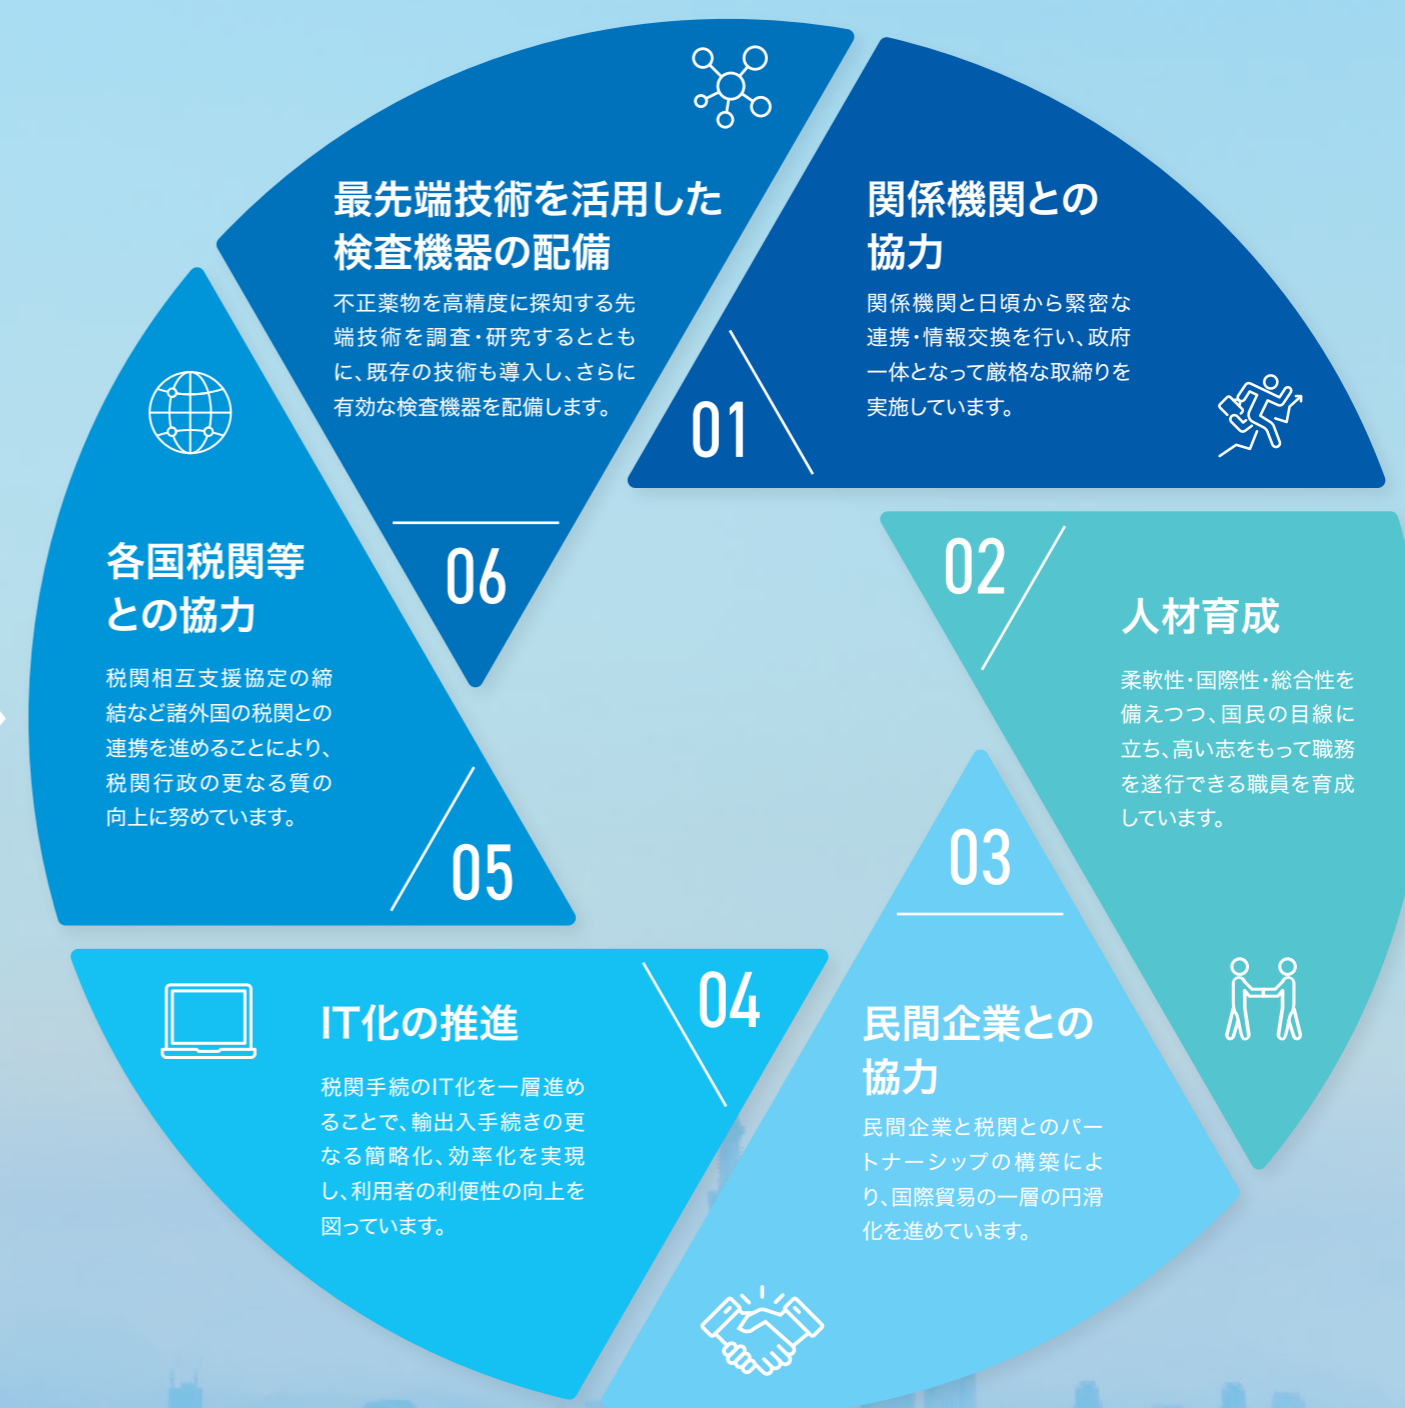 01
関係機関との
協力
関係機関と日頃から緊密な
連携・情報交換を行い、政府
一体となって厳格な取締りを
実施しています。
02
人材育成
柔軟性・国際性・総合性を
備えつつ、国民の目線に
立ち、高い志をもって職務
を遂行できる職員を育成
しています。
03
民間企業との
協力
民間企業と税関とのパー
トナーシップの構築によ
り、国際貿易の一層の円滑
化を進めています。
04
IT化の推進
税関手続のIT化を一層進め
ることで、輸出入手続きの更
なる簡略化、効率化を実現
し、利用者の利便性の向上を
図っています。
05
各国税関等
との協力
税関相互支援協定の締
結など諸外国の税関との
連携を進めることにより、
税関行政の更なる質の
向上に努めています。
06
最先端技術を活用した
検査機器の配備
不正薬物を高精度に探知する先
端技術を調査・研究するととも
に、既存の技術も導入し、さらに
有効な検査機器を配備します。